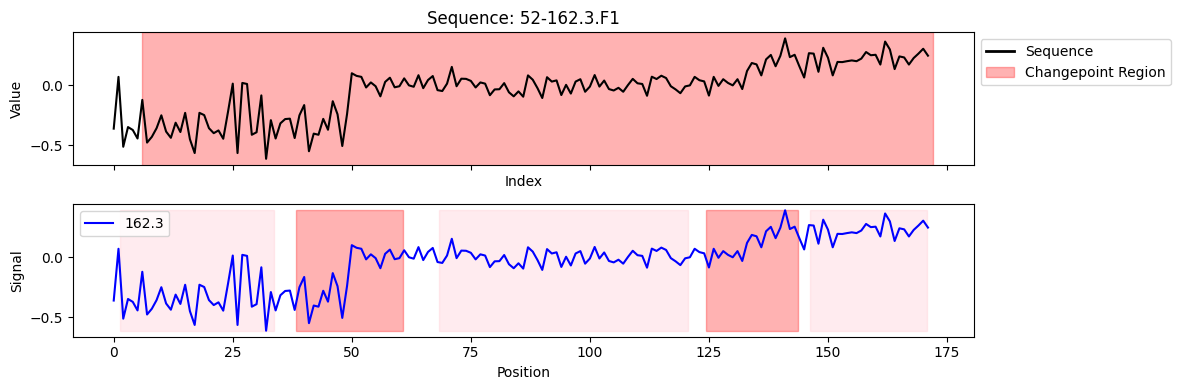 Sequence: 52-162.3.F1
Value
0.0
−0.5
Index
Sequence
Changepoint Region
Signal
0.0
−0.5
162.3
0 25 50 75 100 125 150 175
Position